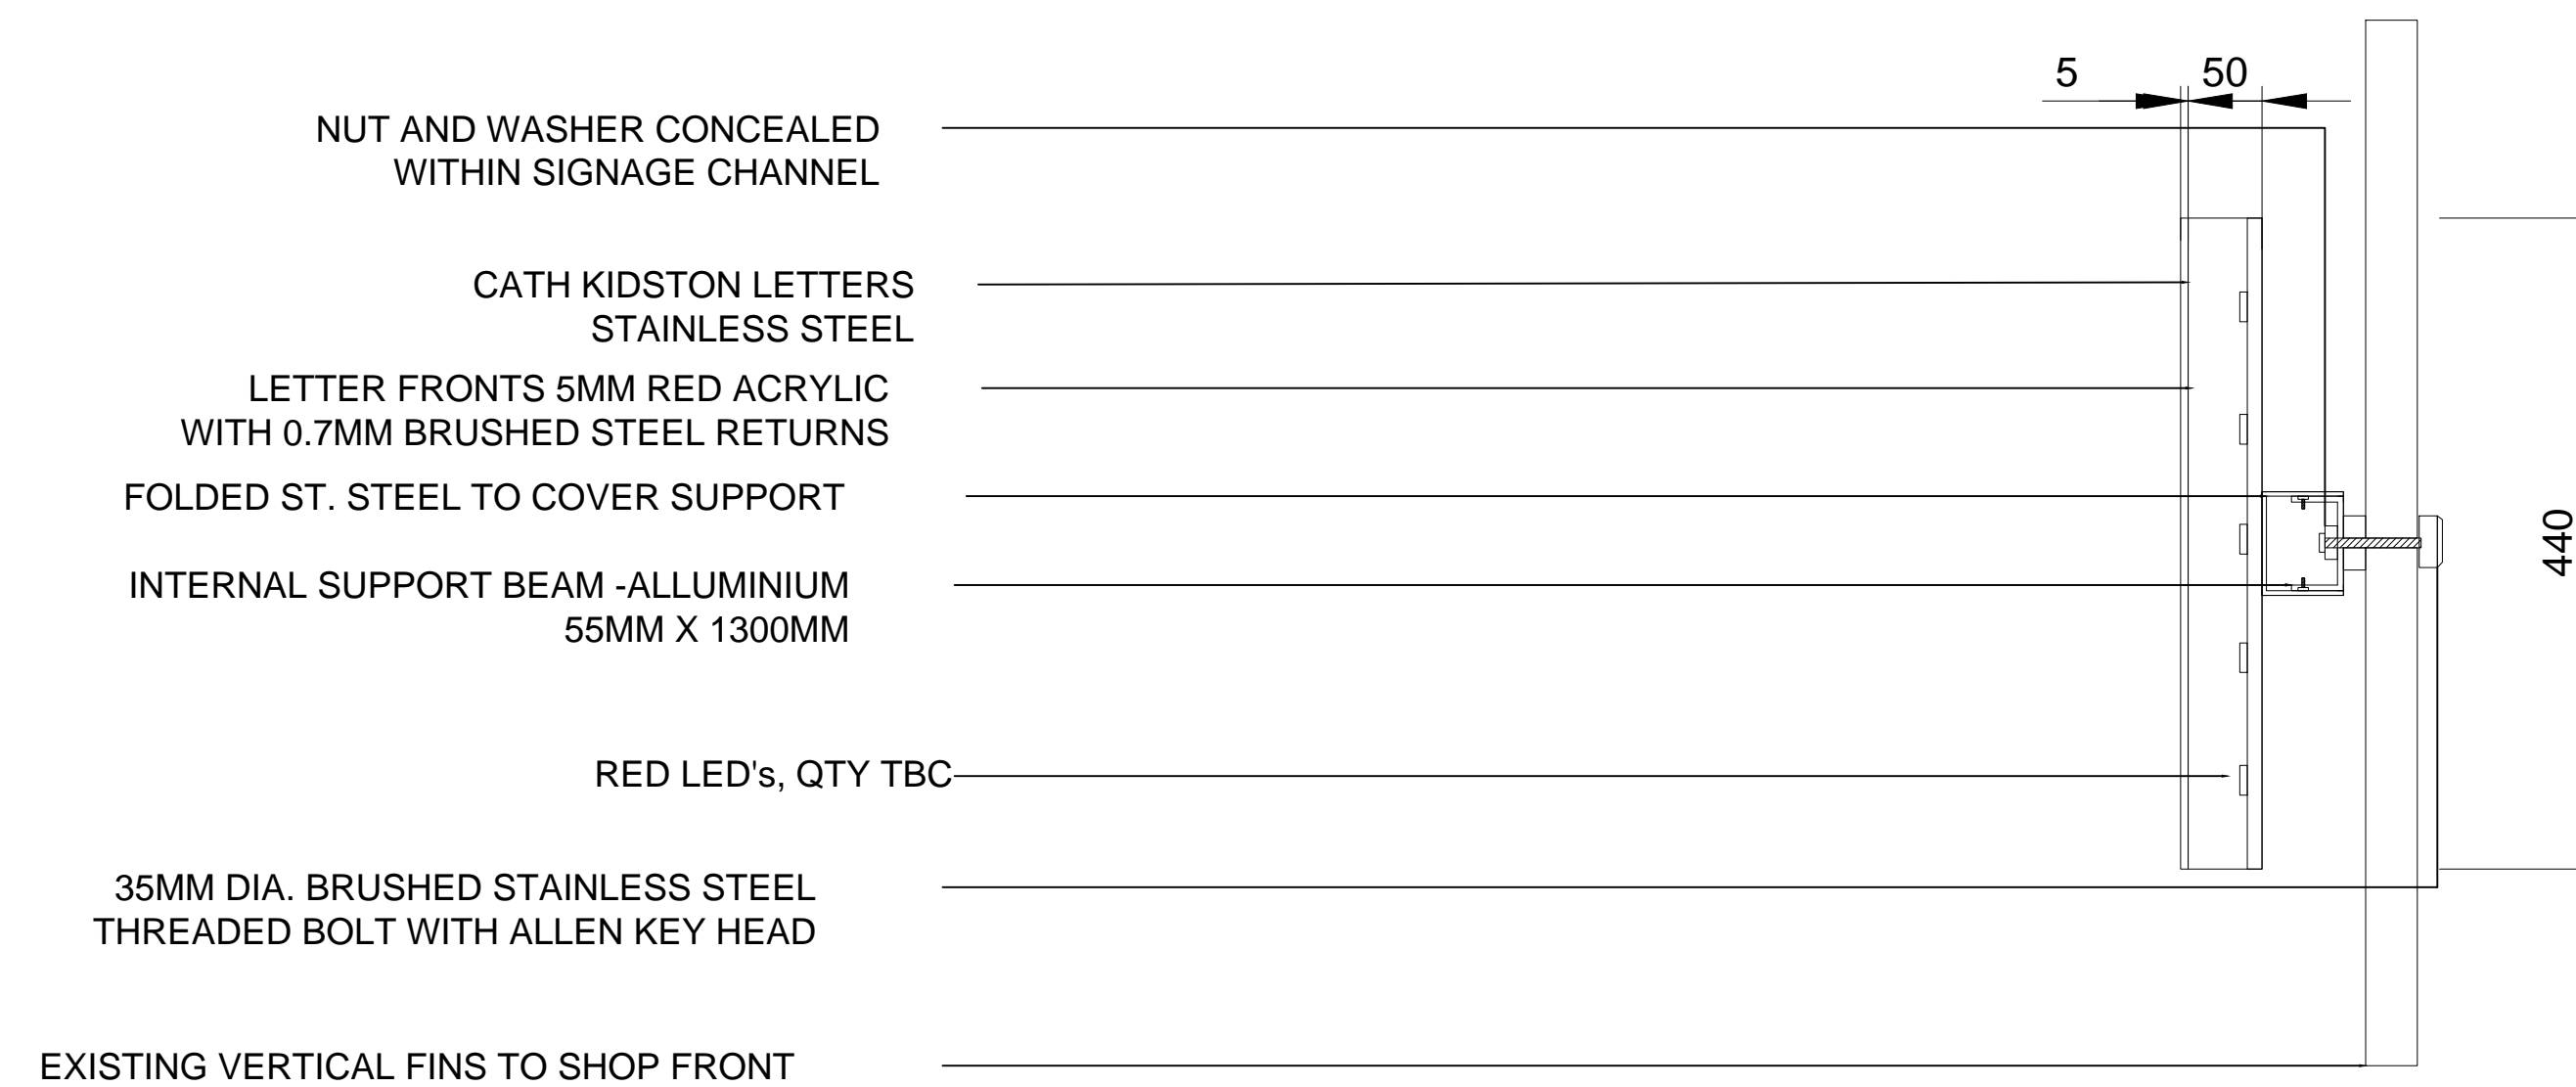 5 50
NUT AND WASHER CONCEALED
WITHIN SIGNAGE CHANNEL
CATH KIDSTON LETTERS
STAINLESS STEEL
LETTER FRONTS 5MM RED ACRYLIC
WITH 0.7MM BRUSHED STEEL RETURNS
FOLDED ST. STEEL TO COVER SUPPORT
440
INTERNAL SUPPORT BEAM -ALLUMINIUM
55MM X 1300MM
RED LED's, QTY TBC
35MM DIA. BRUSHED STAINLESS STEEL
THREADED BOLT WITH ALLEN KEY HEAD
EXISTING VERTICAL FINS TO SHOP FRONT